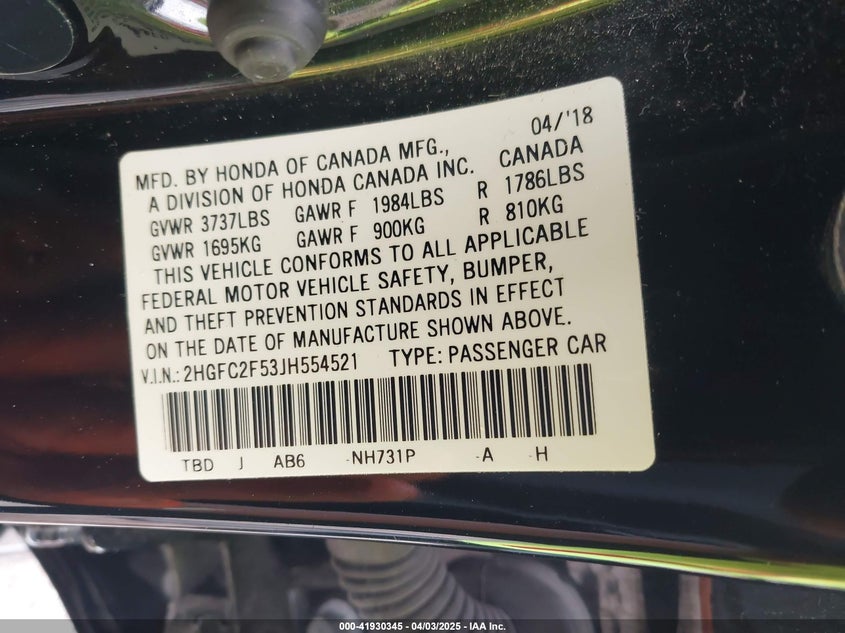 04/'18
MFD. BY HONDA OF CANADA MFG.,
A DIVISION OF HONDA CANADA INC. CANADA
GVWR 3737LBS GAWR F 1984LBS R 1786LBS
GVWR 1695KG GAWR F 900KG R 810KG
THIS VEHICLE CONFORMS TO ALL APPLICABLE
FEDERAL MOTOR VEHICLE SAFETY, BUMPER,
AND THEFT PREVENTION STANDARDS IN EFFECT
ON THE DATE OF MANUFACTURE SHOWN ABOVE.
V.I.N.: 2HGFC2F53JH554521 TYPE: PASSENGER CAR
TBD J AB6 -NH731P -A -H
000-41930345 - 04/03/2025 - IAA Inc.